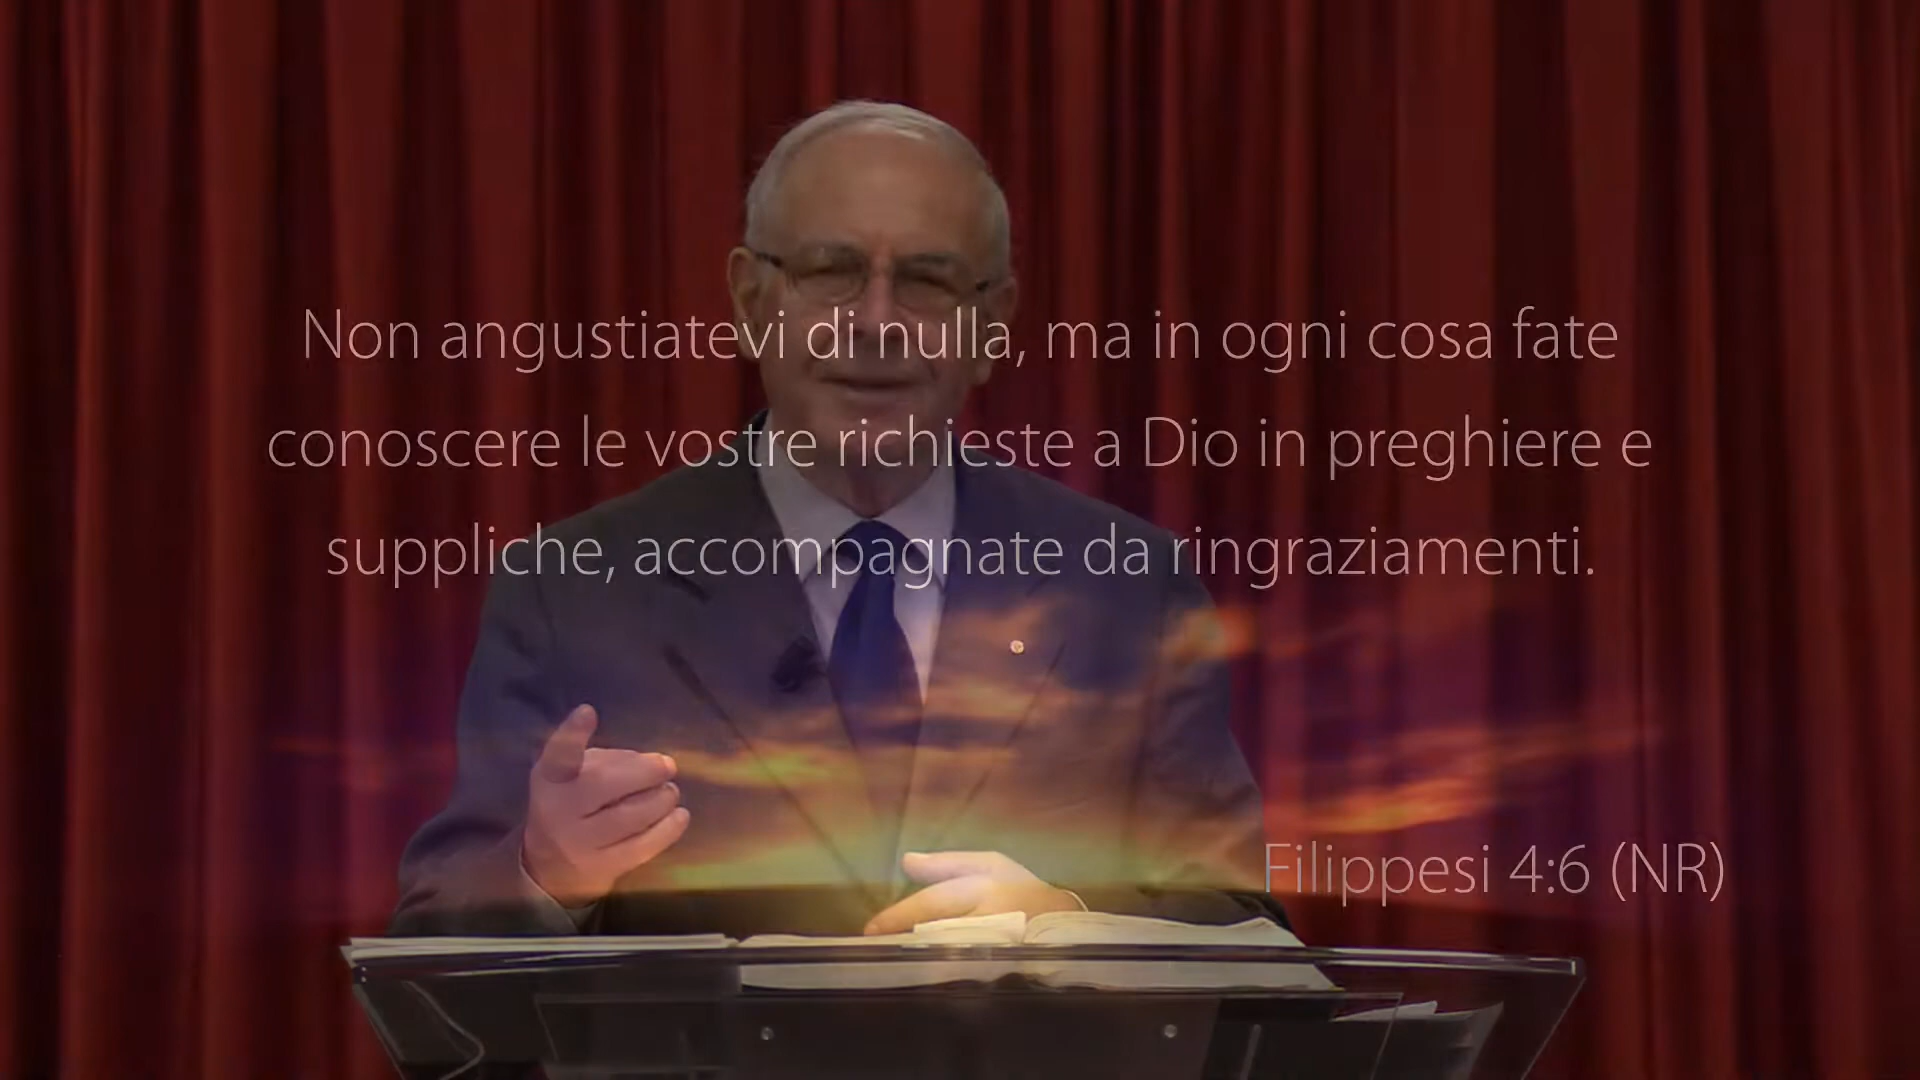 Non angustiatevi di nulla, ma in ogni cosa fate
conoscere le vostre richieste a Dio in preghiere e
suppliche, accompagnate da ringraziamenti.
Filippesi 4:6 (NR)